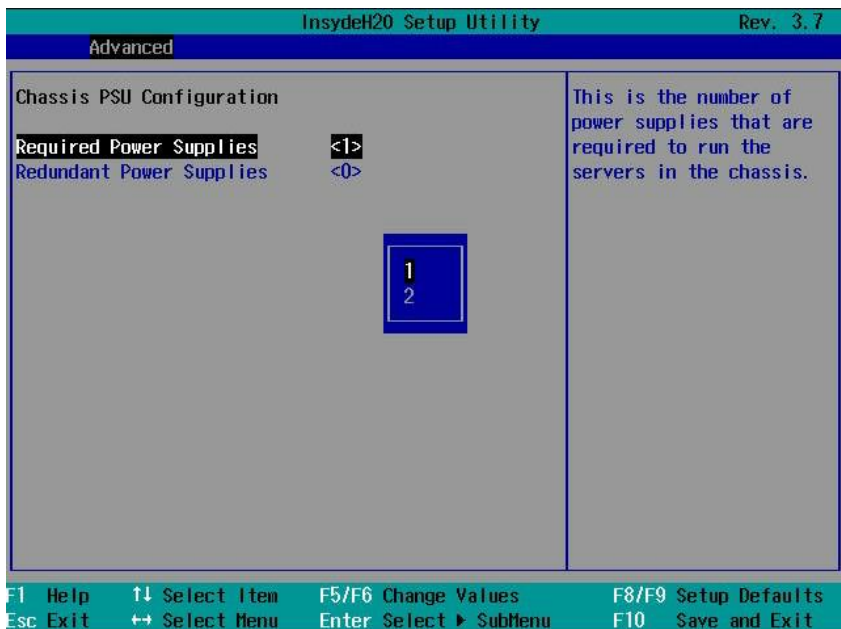 InsydeH2O Setup Utility Rev. 3.7
Advanced
Chassis PSU Configuration
Required Power Supplies <1>
Redundant Power Supplies <0>
This is the number of
power supplies that are
required to run the
servers in the chassis.
1
2
F1 Help ↑↓ Select Item F5/F6 Change Values F8/F9 Setup Defaults
Esc Exit ↔ Select Menu Enter Select ▶ SubMenu F10 Save and Exit